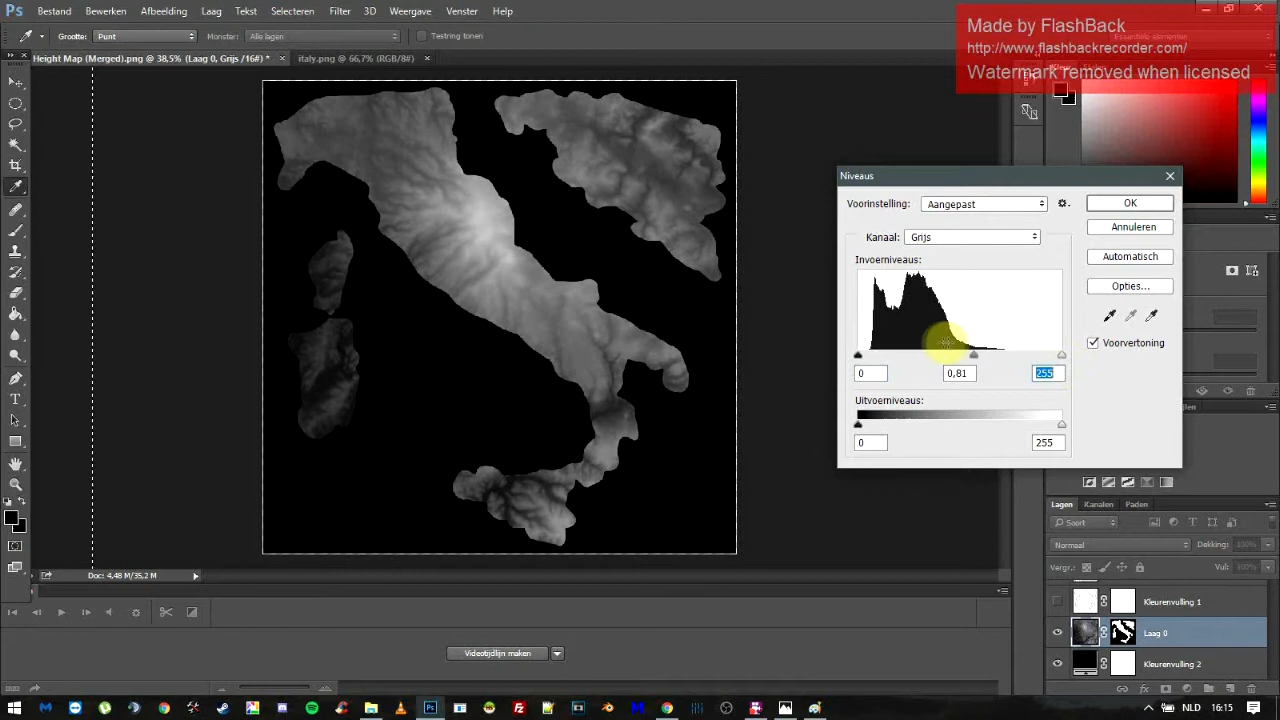 Ps Bestand Bewerken Afbeelding Laag Tekst Selecteren Filter 3D Weergave Venster Help
Made by FlashBack
http://www.flashbackrecorder.com/
Watermark removed when licensed
Grootte: Punt Monster: Alle lagen Testring tonen
Height Map (Merged).png @ 38,5% (Laag 0, Grijs /16#) * × italy.png @ 66,7% (RGB/8#) ×
Niveaus
Voorinstelling: Aangepast
OK
Kanaal: Grijs
Annuleren
Invoerniveaus:
Automatisch
Opties...
Voorvertoning
0 0,81 255
Uitvoerniveaus:
0 255
Lagen Kanalen Paden
Soort
Normaal Dekking: 100%
Vergr.: Vul: 100%
Kleurenvulling 1
Laag 0
Kleurenvulling 2
Doc: 4,48 M/35,2 M
Videotijdlijn maken
NLD 16:15